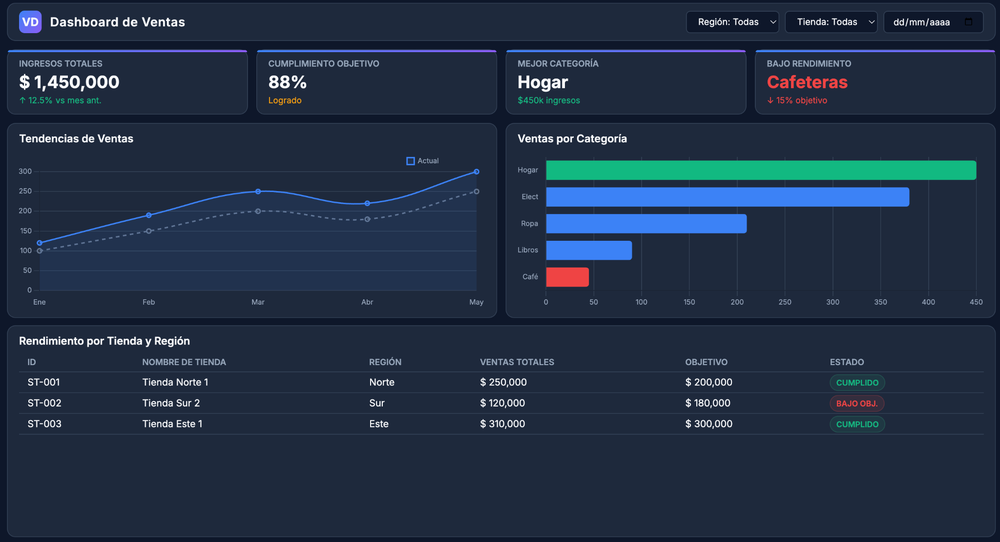 VD Dashboard de Ventas
Región: Todas
Tienda: Todas
dd/mm/aaaa
INGRESOS TOTALES
$ 1,450,000
↑ 12.5% vs mes ant.
CUMPLIMIENTO OBJETIVO
88%
Logrado
MEJOR CATEGORÍA
Hogar
$450k ingresos
BAJO RENDIMIENTO
Cafeteras
↓ 15% objetivo
Tendencias de Ventas
Actual
300
250
200
150
100
50
0
Ene Feb Mar Abr May
Ventas por Categoría
Hogar
Elect
Ropa
Libros
Café
0 50 100 150 200 250 300 350 400 450
Rendimiento por Tienda y Región
ID NOMBRE DE TIENDA REGIÓN VENTAS TOTALES OBJETIVO ESTADO
ST-001 Tienda Norte 1 Norte $ 250,000 $ 200,000 CUMPLIDO
ST-002 Tienda Sur 2 Sur $ 120,000 $ 180,000 BAJO OBJ.
ST-003 Tienda Este 1 Este $ 310,000 $ 300,000 CUMPLIDO